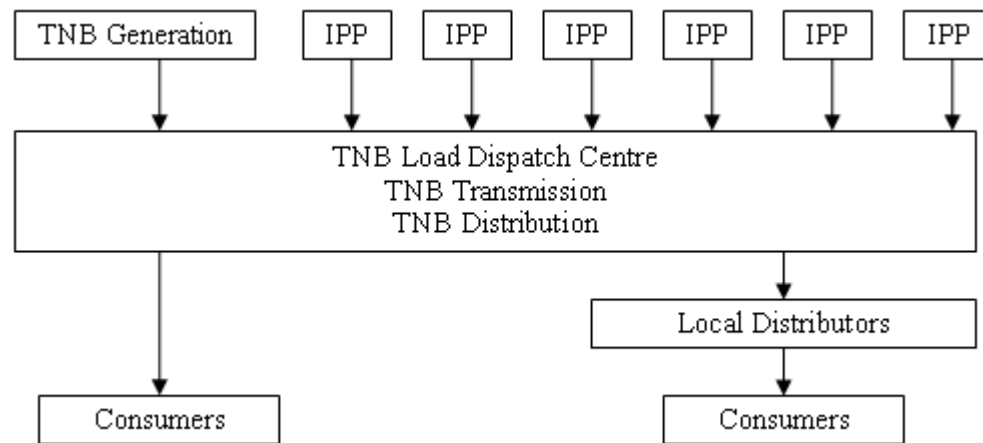 TNB Generation
IPP
IPP
IPP
IPP
IPP
IPP
TNB Load Dispatch Centre
TNB Transmission
TNB Distribution
Local Distributors
Consumers
Consumers